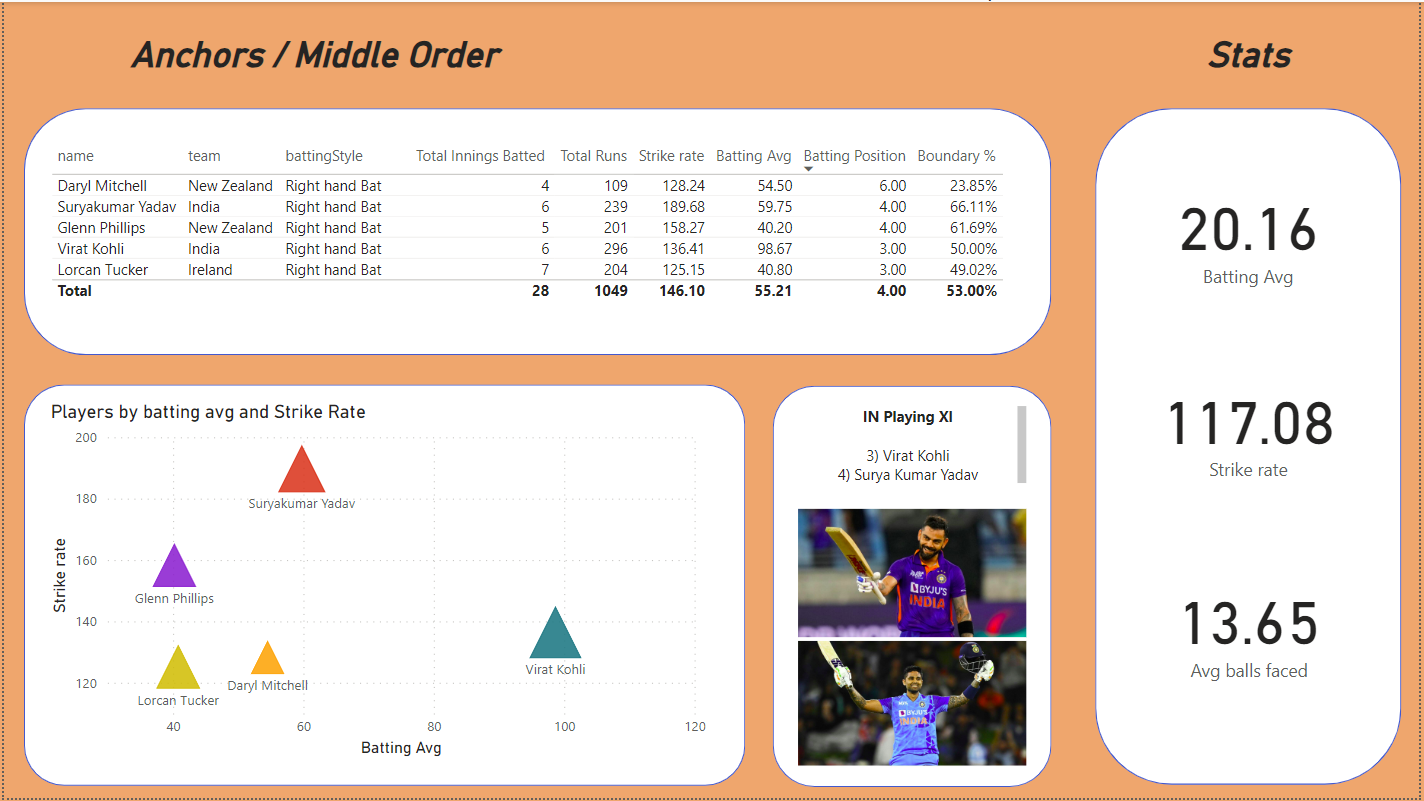 Anchors / Middle Order
Stats
name team battingStyle Total Innings Batted Total Runs Strike rate Batting Avg Batting Position Boundary %
Daryl Mitchell New Zealand Right hand Bat 4 109 128.24 54.50 6.00 23.85%
Suryakumar Yadav India Right hand Bat 6 239 189.68 59.75 4.00 66.11%
Glenn Phillips New Zealand Right hand Bat 5 201 158.27 40.20 4.00 61.69%
Virat Kohli India Right hand Bat 6 296 136.41 98.67 3.00 50.00%
Lorcan Tucker Ireland Right hand Bat 7 204 125.15 40.80 3.00 49.02%
Total 28 1049 146.10 55.21 4.00 53.00%
Players by batting avg and Strike Rate
Strike rate
200
180
160
140
120
Suryakumar Yadav
Glenn Phillips
Virat Kohli
Daryl Mitchell
Lorcan Tucker
40 60 80 100 120
Batting Avg
IN Playing XI
3) Virat Kohli
4) Surya Kumar Yadav
BYJU'S
INDIA
BYJU'S
INDIA
20.16
Batting Avg
117.08
Strike rate
13.65
Avg balls faced